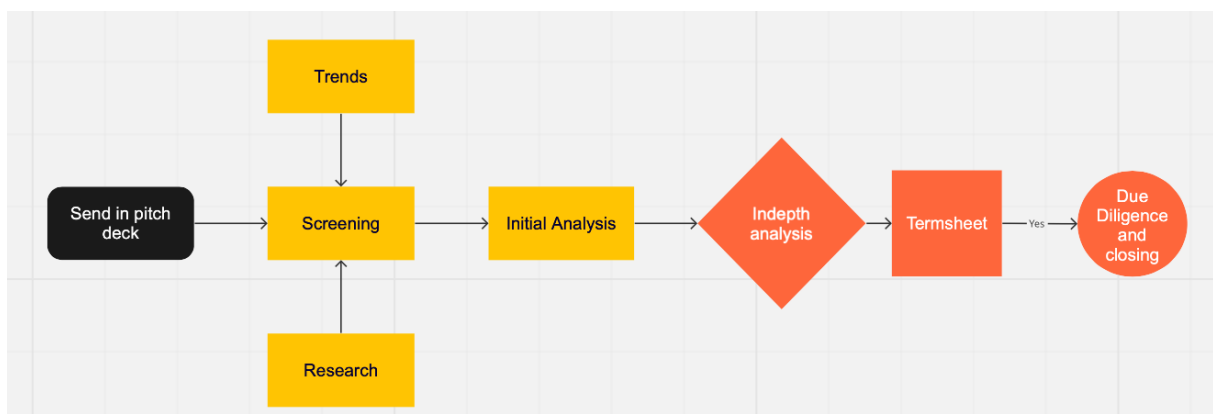 Trends
Send in pitch
deck
Screening
Initial Analysis
Indepth
analysis
Termsheet
Yes
Due
Diligence
and
closing
Research